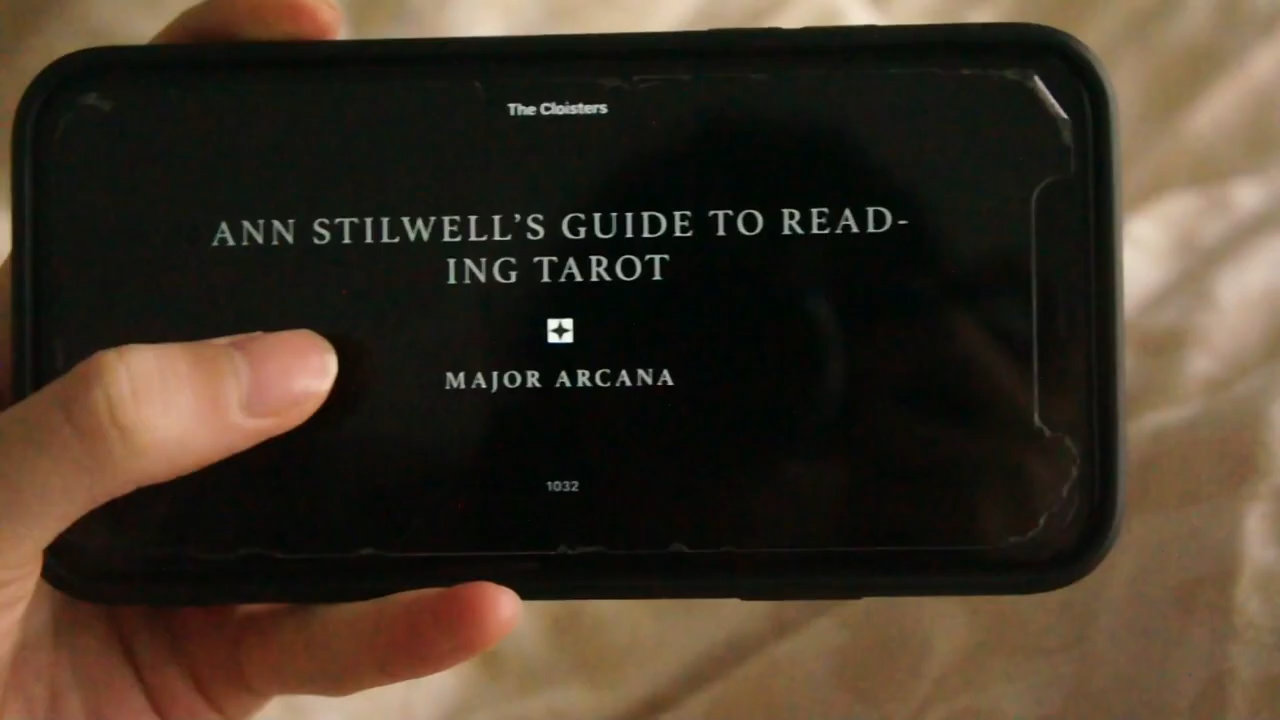 The Cloisters
ANN STILWELL’S GUIDE TO READ-
ING TAROT
MAJOR ARCANA
1032